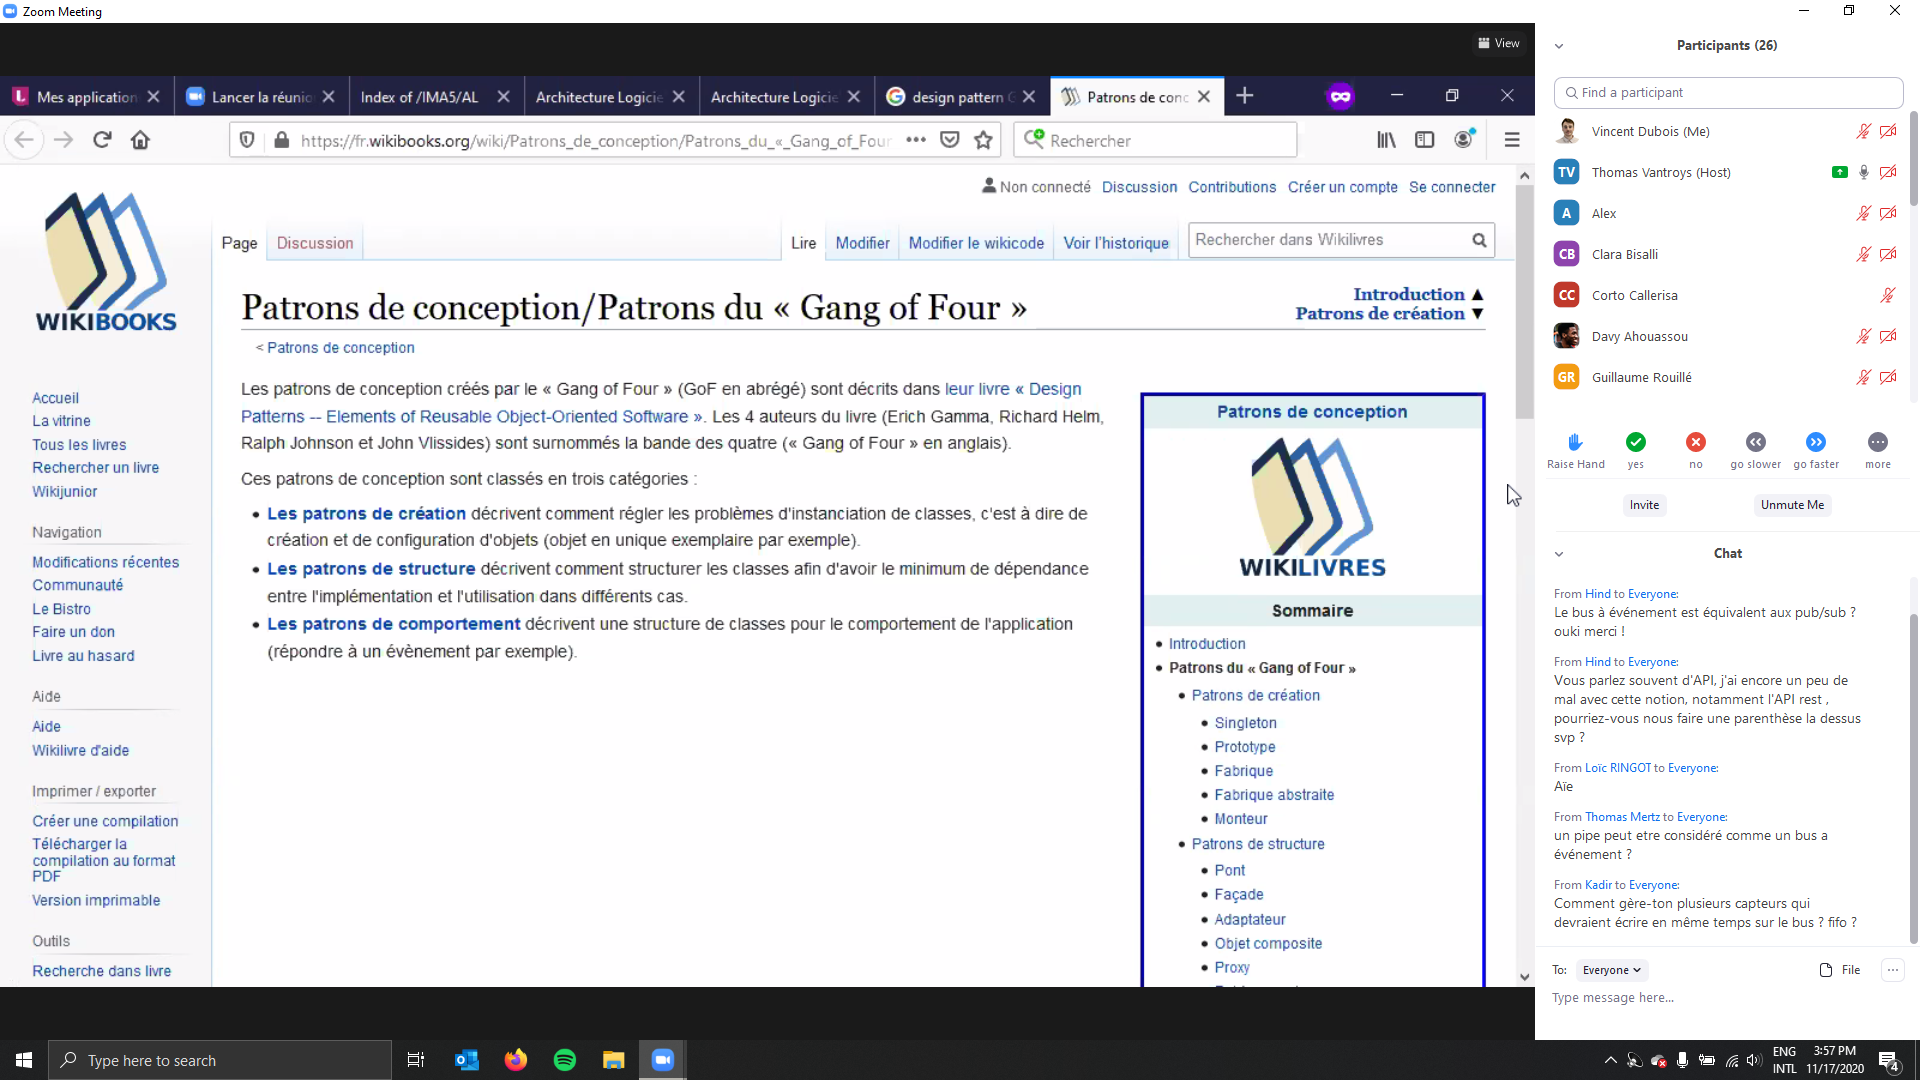 Zoom Meeting
View
Mes application
Lancer la réunio
Index of /IMA5/AL
Architecture Logicie
Architecture Logicie
design pattern G
Patrons de conc
https://fr.wikibooks.org/wiki/Patrons_de_conception/Patrons_du_«_Gang_of_Four
Rechercher
Non connecté Discussion Contributions Créer un compte Se connecter
WIKIBOOKS
Page Discussion
Lire Modifier Modifier le wikicode Voir l'historique
Rechercher dans Wikilivres
Patrons de conception/Patrons du « Gang of Four »
Introduction ▲
Patrons de création ▼
< Patrons de conception
Les patrons de conception créés par le « Gang of Four » (GoF en abrégé) sont décrits dans leur livre « Design
Patterns -- Elements of Reusable Object-Oriented Software ». Les 4 auteurs du livre (Erich Gamma, Richard Helm,
Ralph Johnson et John Vlissides) sont surnommés la bande des quatre (« Gang of Four » en anglais).
Ces patrons de conception sont classés en trois catégories :
• Les patrons de création décrivent comment régler les problèmes d'instanciation de classes, c'est à dire de
création et de configuration d'objets (objet en unique exemplaire par exemple).
• Les patrons de structure décrivent comment structurer les classes afin d'avoir le minimum de dépendance
entre l'implémentation et l'utilisation dans différents cas.
• Les patrons de comportement décrivent une structure de classes pour le comportement de l'application
(répondre à un évènement par exemple).
Accueil
La vitrine
Tous les livres
Rechercher un livre
Wikijunior
Navigation
Modifications récentes
Communauté
Le Bistro
Faire un don
Livre au hasard
Aide
Aide
Wikilivre d'aide
Imprimer / exporter
Créer une compilation
Télécharger la
compilation au format
PDF
Version imprimable
Outils
Recherche dans livre
Patrons de conception
WIKILIVRES
Sommaire
• Introduction
• Patrons du « Gang of Four »
• Patrons de création
• Singleton
• Prototype
• Fabrique
• Fabrique abstraite
• Monteur
• Patrons de structure
• Pont
• Façade
• Adaptateur
• Objet composite
• Proxy
Participants (26)
Find a participant
Vincent Dubois (Me)
TV Thomas Vantroys (Host)
A Alex
CB Clara Bisalli
CC Corto Callerisa
Davy Ahouassou
GR Guillaume Rouillé
Raise Hand yes no go slower go faster more
Invite Unmute Me
Chat
From Hind to Everyone:
Le bus à événement est équivalent aux pub/sub ?
ouki merci !
From Hind to Everyone:
Vous parlez souvent d'API, j'ai encore un peu de
mal avec cette notion, notamment l'API rest ,
pourriez-vous nous faire une parenthèse la dessus
svp ?
From Loïc RINGOT to Everyone:
Aïe
From Thomas Mertz to Everyone:
un pipe peut etre considéré comme un bus a
événement ?
From Kadir to Everyone:
Comment gère-ton plusieurs capteurs qui
devraient écrire en même temps sur le bus ? fifo ?
To: Everyone File
Type message here...
Type here to search
ENG
INTL
3:57 PM
11/17/2020
4